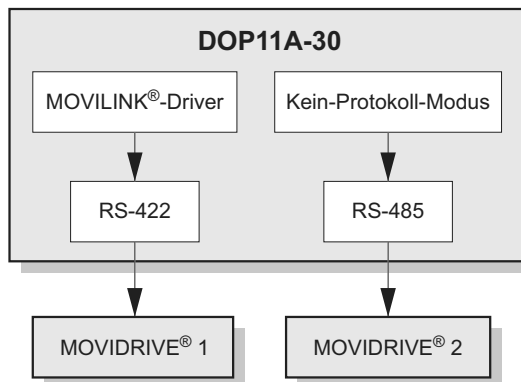 DOP11A-30
MOVILINK®-Driver
Kein-Protokoll-Modus
RS-422
RS-485
MOVIDRIVE® 1
MOVIDRIVE® 2